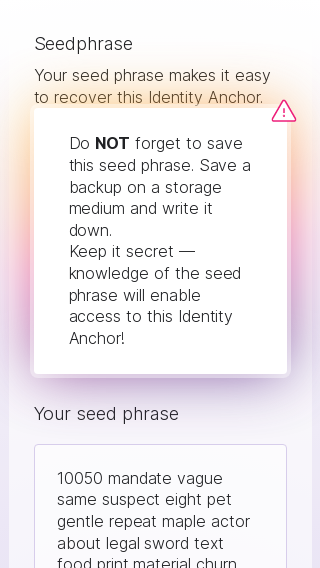 Seedphrase
Your seed phrase makes it easy
to recover this Identity Anchor.
Do NOT forget to save
this seed phrase. Save a
backup on a storage
medium and write it
down.
Keep it secret —
knowledge of the seed
phrase will enable
access to this Identity
Anchor!
Your seed phrase
10050 mandate vague
same suspect eight pet
gentle repeat maple actor
about legal sword text
food print material churn